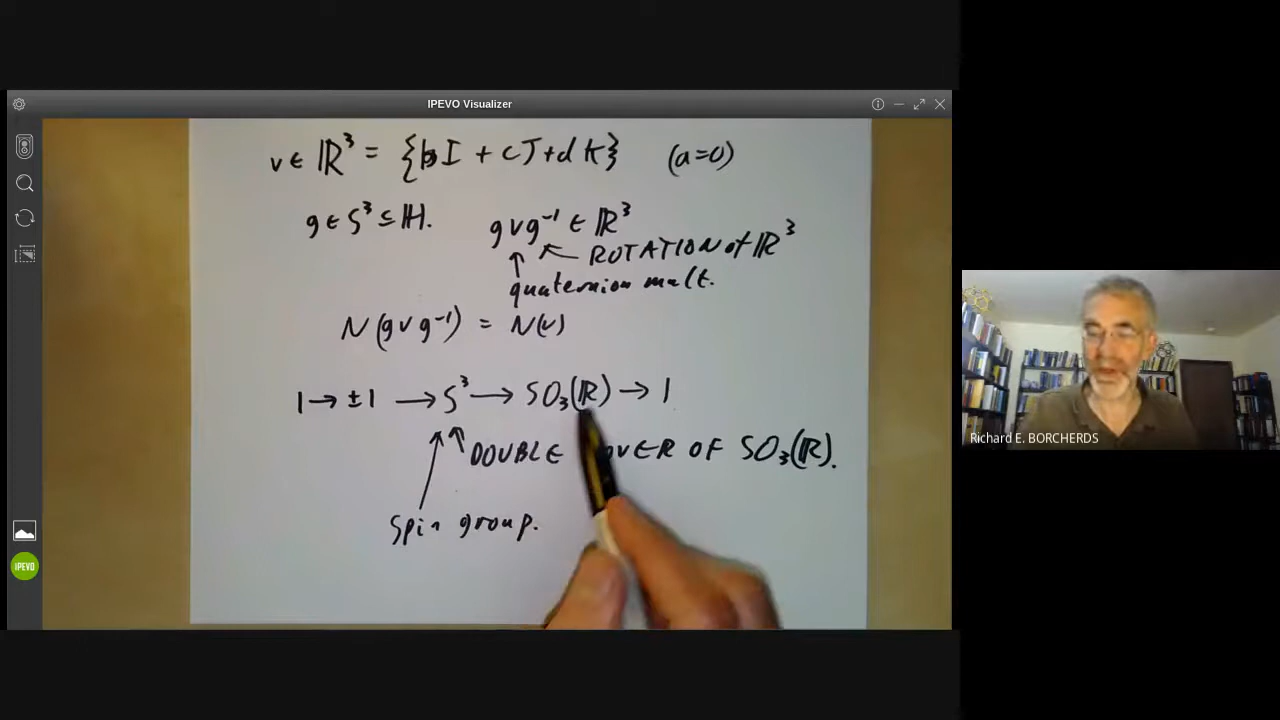 IPEVO Visualizer
v ∈ ℝ³ = {bI + cJ + dK} (a=0)
g ∈ S³ ⊆ ℍ. gvg⁻¹ ∈ ℝ³
↑ ← ROTATION of ℝ³
quaternion mult.
N(gvg⁻¹) = N(v)
1 → ±1 → S³ → SO₃(ℝ) → 1
DOUBLE OVER OF SO₃(ℝ).
Spin group.
IPEVO
Richard E. BORCHERDS